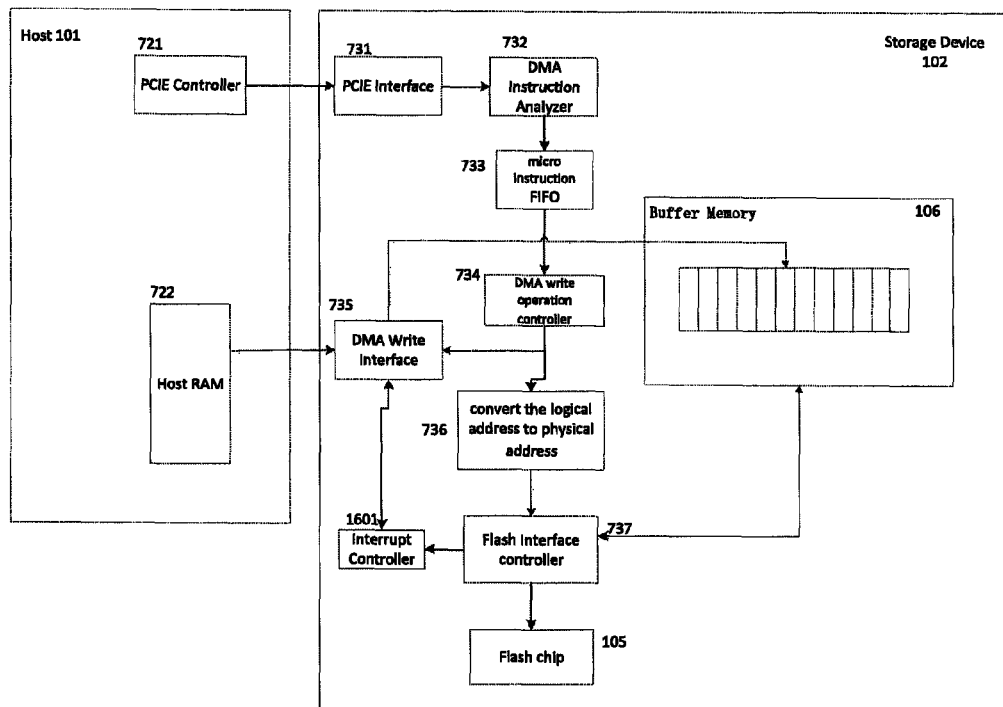 Host 101
721
PCIE Controller
731
PCIE Interface
732
DMA
Instruction
Analyzer
Storage Device
102
733
micro
instruction
FIFO
Buffer Memory 106
722
Host RAM
734
DMA write
operation
controller
735
DMA Write
Interface
736
convert the logical
address to physical
address
1601
Interrupt
Controller
Flash Interface
controller
737
Flash chip
105